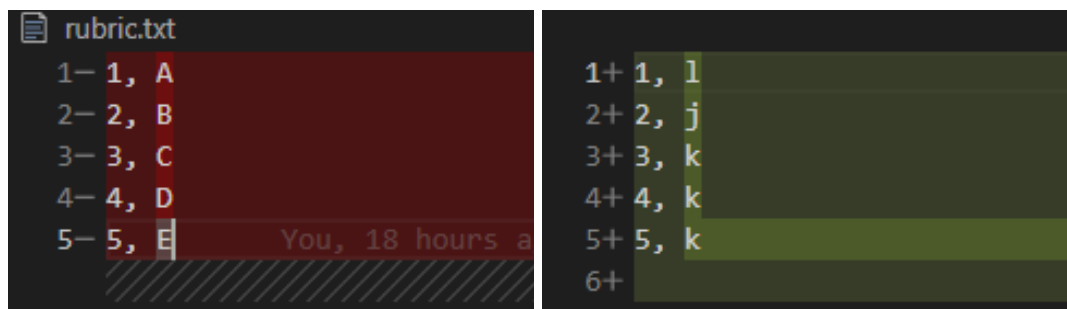 rubric.txt
1− 1, A
2− 2, B
3− 3, C
4− 4, D
5− 5, E You, 18 hours a
1+ 1, l
2+ 2, j
3+ 3, k
4+ 4, k
5+ 5, k
6+